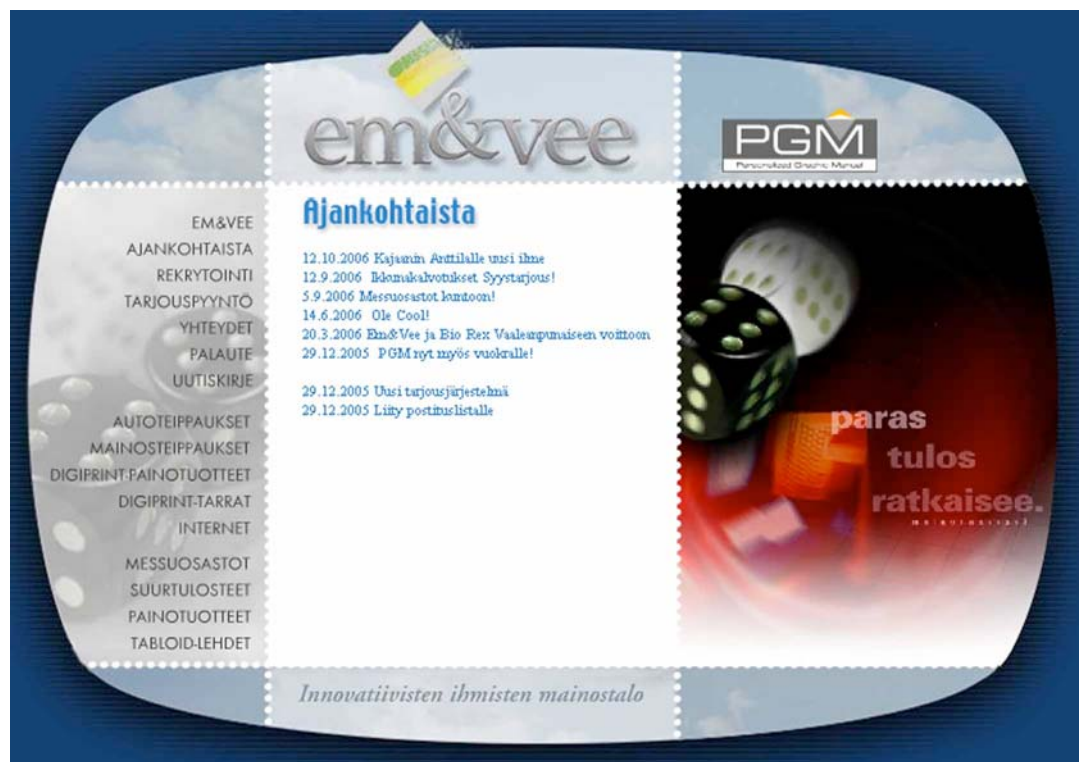 em&vee
PGM
Personalized Graphic Manual
EM&VEE
AJANKOHTAISTA
REKRYTOINTI
TARJOUSPYYNTÖ
YHTEYDET
PALAUTE
UUTISKIRJE
AUTOTEIPPAUKSET
MAINOSTEIPPAUKSET
DIGIPRINT-PAINOTUOTTEET
DIGIPRINT-TARRAT
INTERNET
MESSUOSASTOT
SUURTULOSTEET
PAINOTUOTTEET
TABLOID-LEHDET
Ajankohtaista
12.10.2006 Kajaanin Anttilalle uusi ilme
12.9.2006 Ikkunakalvotukset Syystarjous!
5.9.2006 Messuosastot kuntoon!
14.6.2006 Ole Cool!
20.3.2006 Em&Vee ja Bio Rex Vaaleanpunaiseen voittoon
29.12.2005 PGM nyt myös vuokralle!
29.12.2005 Uusi tarjousjärjestelmä
29.12.2005 Liity postituslistalle
paras
tulos
ratkaisee.
Innovatiivisten ihmisten mainostalo